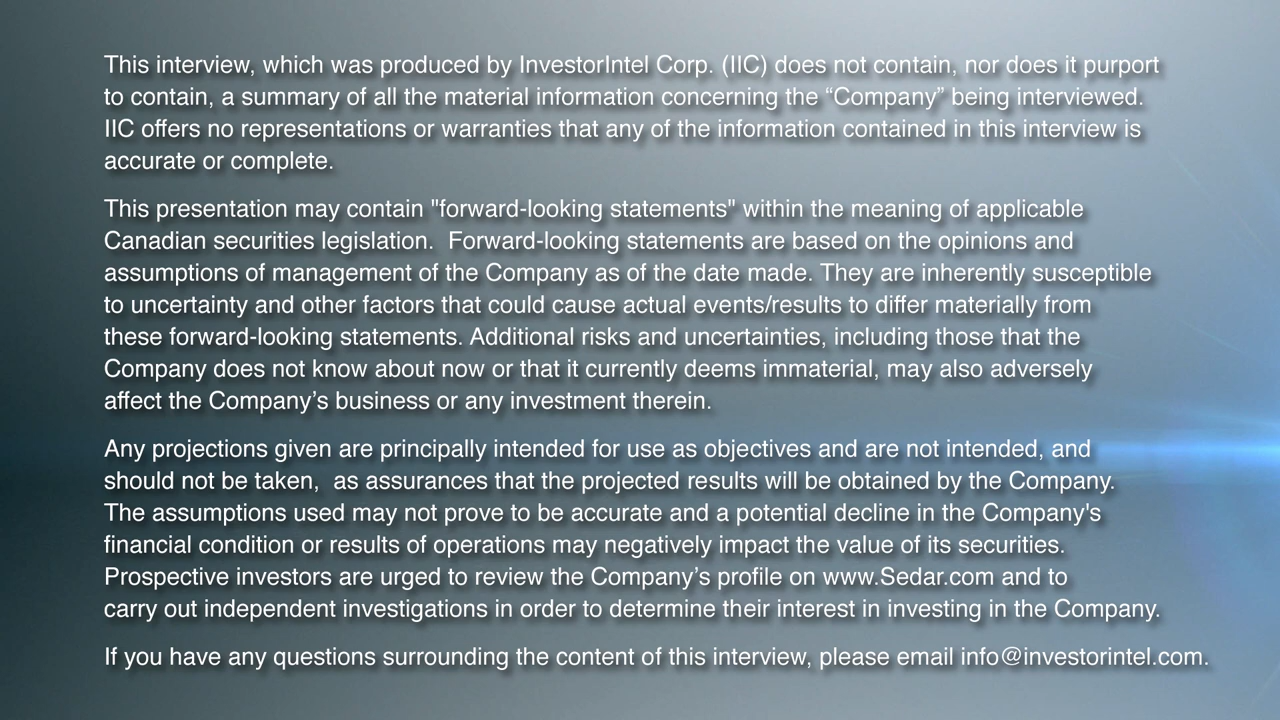 This interview, which was produced by InvestorIntel Corp. (IIC) does not contain, nor does it purport
to contain, a summary of all the material information concerning the “Company” being interviewed.
IIC offers no representations or warranties that any of the information contained in this interview is
accurate or complete.
This presentation may contain "forward-looking statements" within the meaning of applicable
Canadian securities legislation.  Forward-looking statements are based on the opinions and
assumptions of management of the Company as of the date made. They are inherently susceptible
to uncertainty and other factors that could cause actual events/results to differ materially from
these forward-looking statements. Additional risks and uncertainties, including those that the
Company does not know about now or that it currently deems immaterial, may also adversely
affect the Company’s business or any investment therein.
Any projections given are principally intended for use as objectives and are not intended, and
should not be taken,  as assurances that the projected results will be obtained by the Company.
The assumptions used may not prove to be accurate and a potential decline in the Company's
financial condition or results of operations may negatively impact the value of its securities.
Prospective investors are urged to review the Company’s profile on www.Sedar.com and to
carry out independent investigations in order to determine their interest in investing in the Company.
If you have any questions surrounding the content of this interview, please email info@investorintel.com.